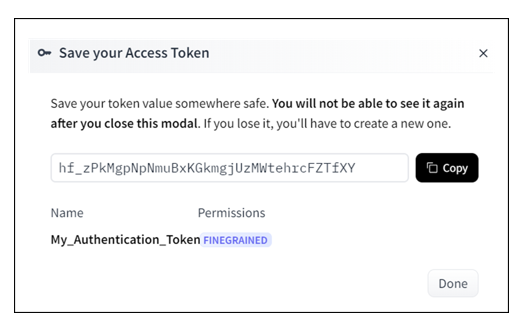 Save your Access Token
Save your token value somewhere safe. You will not be able to see it again
after you close this modal. If you lose it, you'll have to create a new one.
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
Copy
Name Permissions
My_Authentication_Token FINEGRAINED
Done